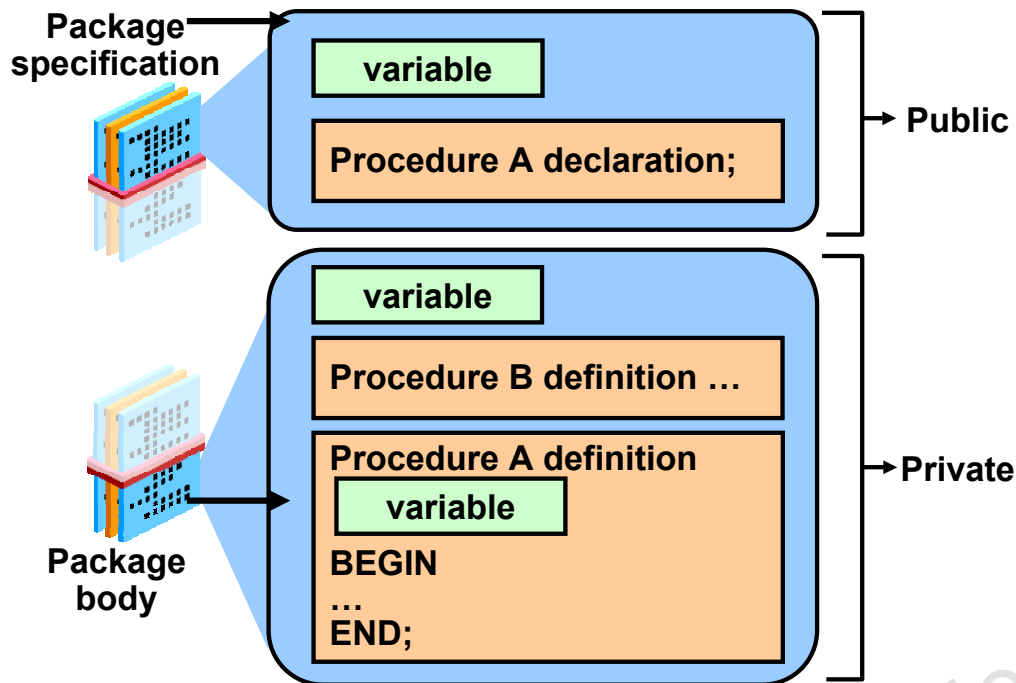 Package
specification
variable
Procedure A declaration;
Public
variable
Procedure B definition …
Procedure A definition
variable
BEGIN
…
END;
Private
Package
body